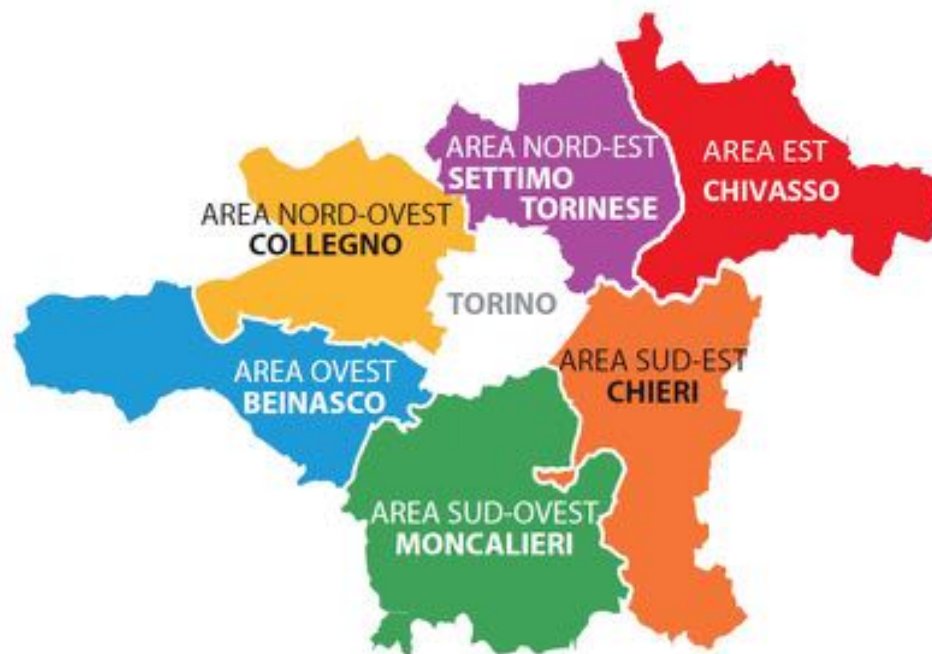 AREA NORD-EST
SETTIMO
TORINESE
AREA EST
CHIVASSO
AREA NORD-OVEST
COLLEGNO
TORINO
AREA OVEST
BEINASCO
AREA SUD-EST
CHIERI
AREA SUD-OVEST
MONCALIERI